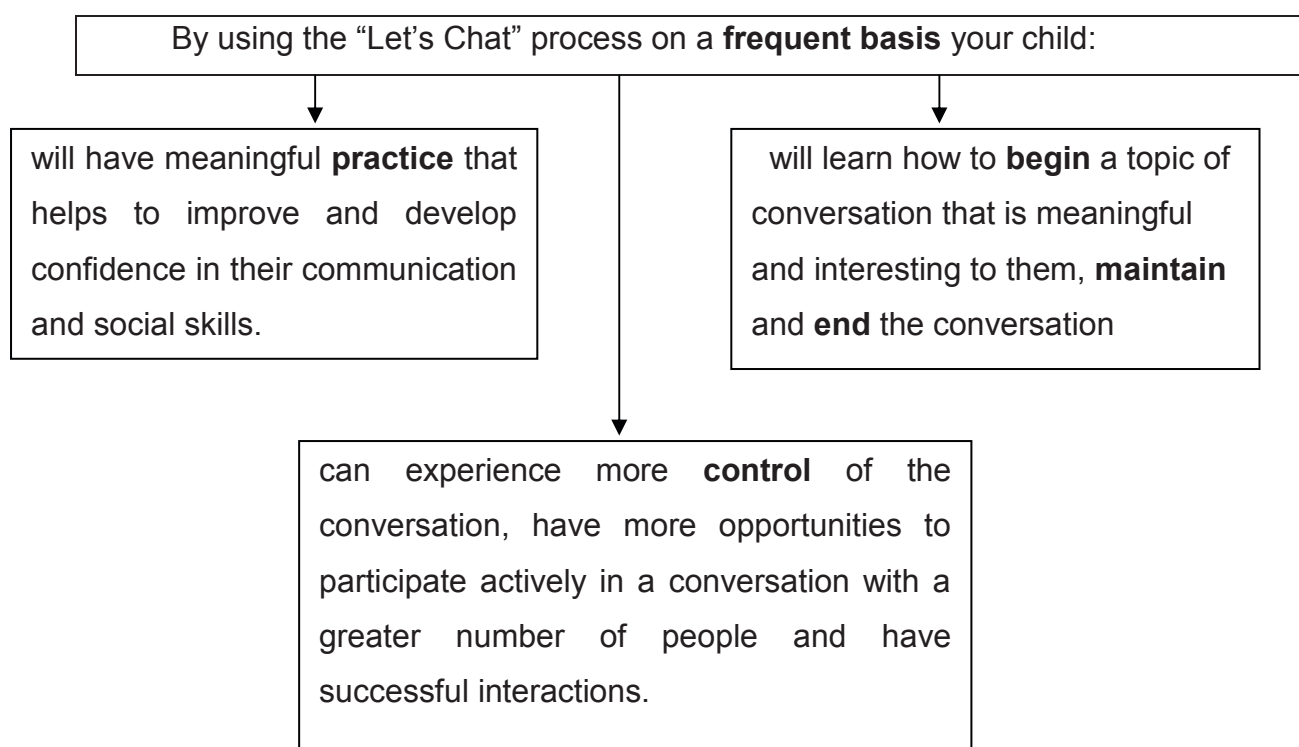 By using the “Let’s Chat” process on a frequent basis your child:
will have meaningful practice that
helps to improve and develop
confidence in their communication
and social skills.
will learn how to begin a topic of
conversation that is meaningful
and interesting to them, maintain
and end the conversation
can experience more control of the
conversation, have more opportunities to
participate actively in a conversation with a
greater number of people and have
successful interactions.